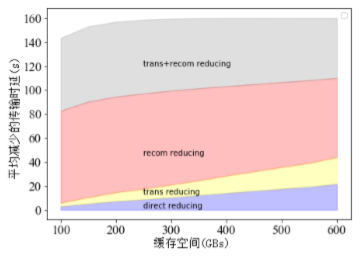 160
140
120
100
80
60
40
20
0
平均减少的传输时延(s)
trans+recom reducing
recom reducing
trans reducing
direct reducing
100 200 300 400 500 600
缓存空间(GBs)